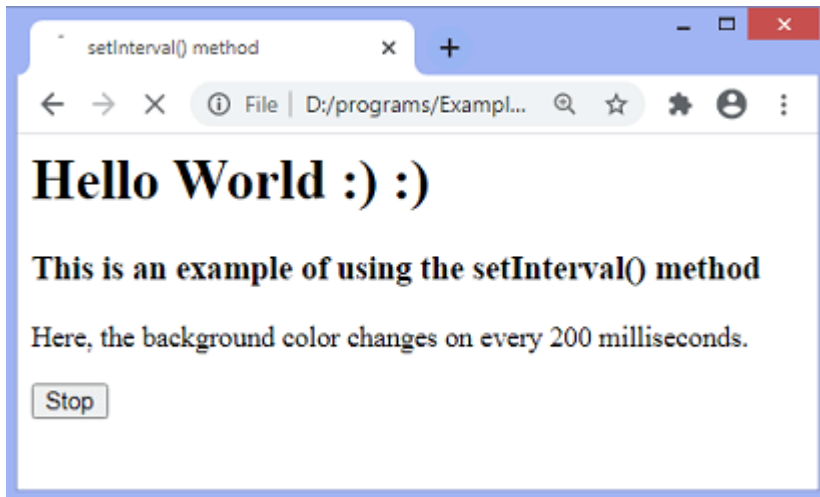 setInterval() method
File | D:/programs/Exampl...
Hello World :) :)
This is an example of using the setInterval() method
Here, the background color changes on every 200 milliseconds.
Stop